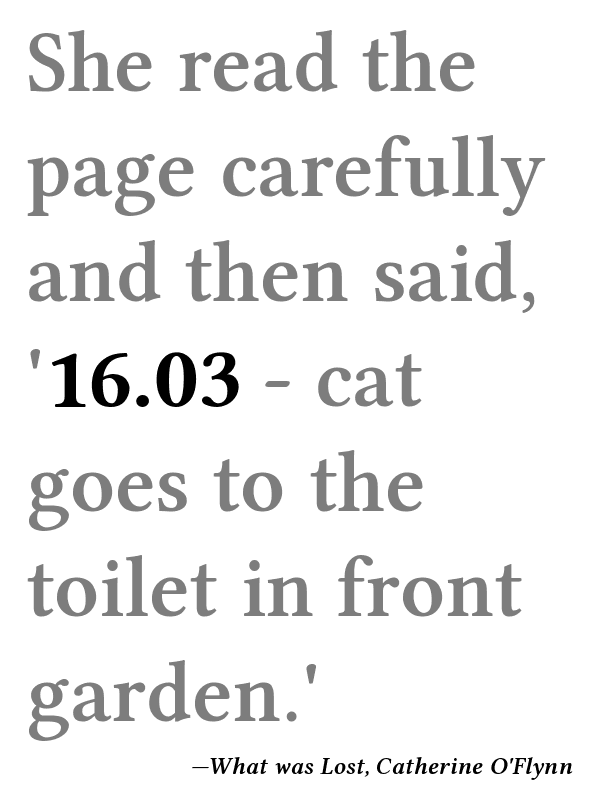 She read the
page carefully
and then said,
'16.03 - cat
goes to the
toilet in front
garden.'
—What was Lost, Catherine O'Flynn